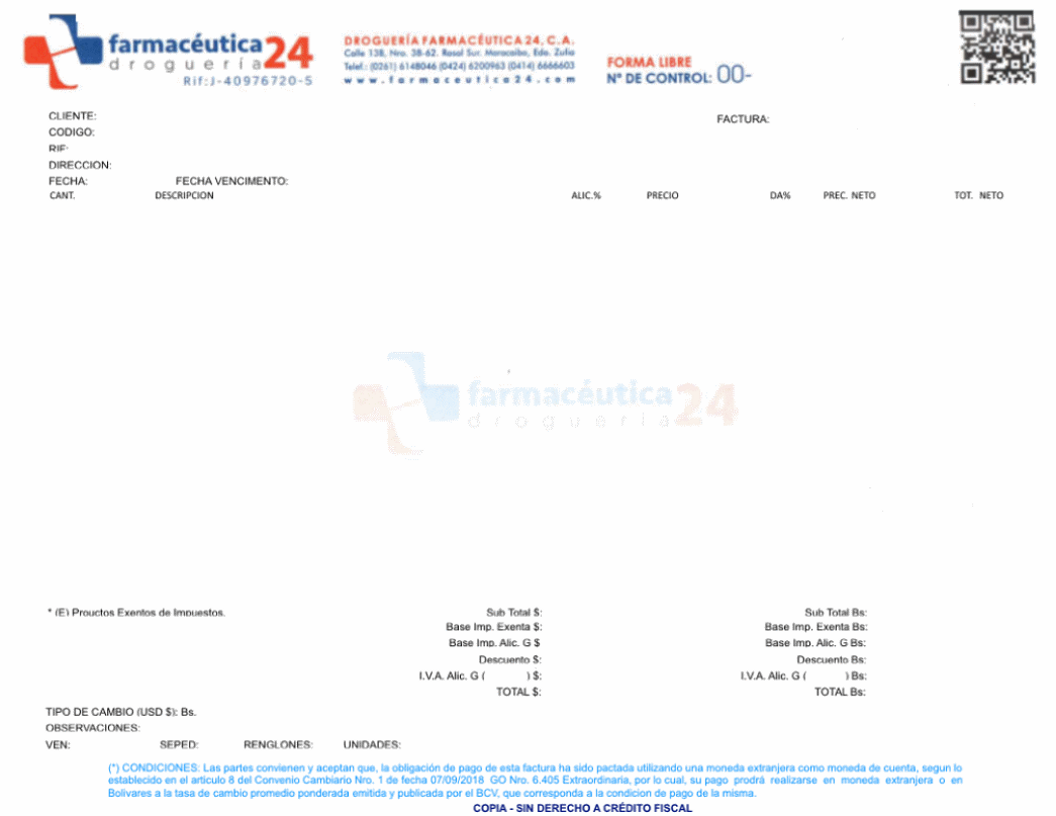 farmacéutica 24
droguería
Rif:J-40976720-5
DROGUERÍA FARMACÉUTICA 24, C.A.
Calle 138, Nro. 38-62. Rosal Sur. Maracaibo, Edo. Zulia
Telef.: (0261) 6148046 (0424) 6200963 (0414) 6666603
www.farmaceutica24.com
FORMA LIBRE
N° DE CONTROL: 00-
CLIENTE:
FACTURA:
CODIGO:
RIF:
DIRECCION:
FECHA: FECHA VENCIMENTO:
CANT. DESCRIPCION ALIC.% PRECIO DA% PREC. NETO TOT. NETO
farmacéutica 24
droguería
* (E) Prouctos Exentos de Impuestos. Sub Total $: Sub Total Bs:
Base Imp. Exenta $: Base Imp. Exenta Bs:
Base Imp. Alic. G $ Base Imp. Alic. G Bs:
Descuento $: Descuento Bs:
I.V.A. Alic. G ( ) $: I.V.A. Alic. G ( ) Bs:
TOTAL $: TOTAL Bs:
TIPO DE CAMBIO (USD $): Bs.
OBSERVACIONES:
VEN: SEPED: RENGLONES: UNIDADES:
(*) CONDICIONES: Las partes convienen y aceptan que, la obligación de pago de esta factura ha sido pactada utilizando una moneda extranjera como moneda de cuenta, segun lo
establecido en el articulo 8 del Convenio Cambiario Nro. 1 de fecha 07/09/2018 GO Nro. 6.405 Extraordinaria, por lo cual, su pago prodrá realizarse en moneda extranjera o en
Bolivares a la tasa de cambio promedio ponderada emitida y publicada por el BCV, que corresponda a la condicion de pago de la misma.
COPIA - SIN DERECHO A CRÉDITO FISCAL